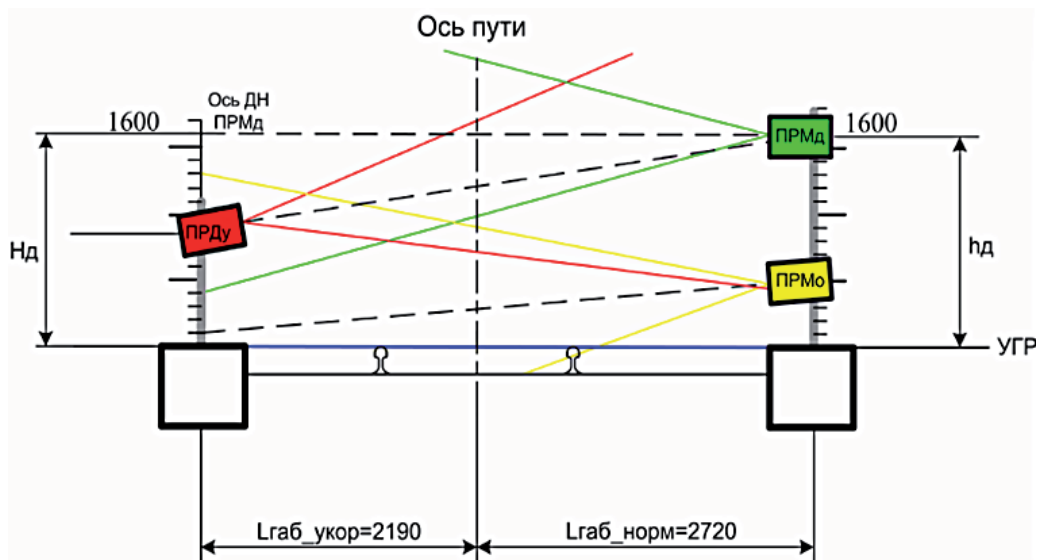 Ось пути
Ось ДН
1600
ПРМд
ПРМд
1600
ПРДу
Нд
ПРМо
hд
УГР
Lгаб_укор=2190
Lгаб_норм=2720